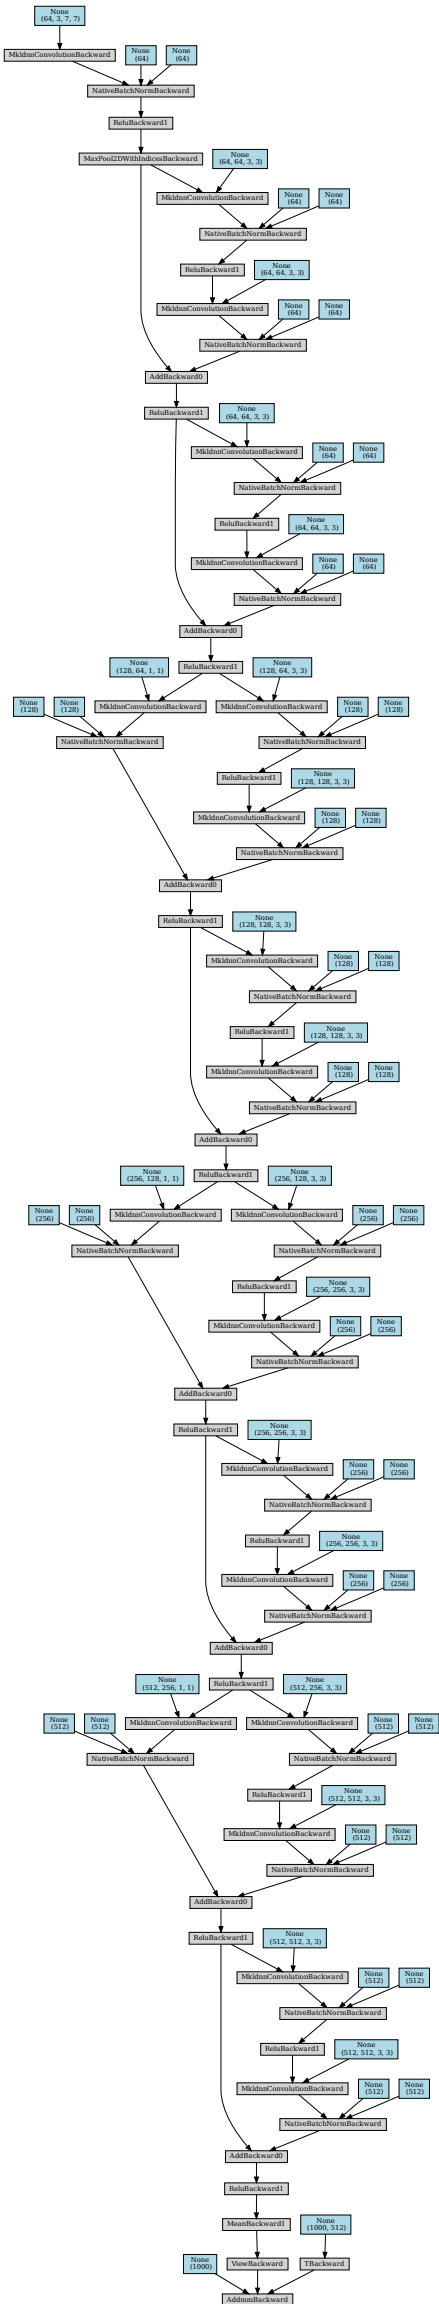 None
(64, 3, 7, 7)
MkldnnConvolutionBackward
None
(64)
None
(64)
NativeBatchNormBackward
ReluBackward1
MaxPool2DWithIndicesBackward
None
(64, 64, 3, 3)
MkldnnConvolutionBackward
None
(64)
None
(64)
NativeBatchNormBackward
ReluBackward1
None
(64, 64, 3, 3)
MkldnnConvolutionBackward
None
(64)
None
(64)
NativeBatchNormBackward
AddBackward0
ReluBackward1
None
(64, 64, 3, 3)
MkldnnConvolutionBackward
None
(64)
None
(64)
NativeBatchNormBackward
ReluBackward1
None
(64, 64, 3, 3)
MkldnnConvolutionBackward
None
(64)
None
(64)
NativeBatchNormBackward
AddBackward0
None
(128, 64, 1, 1)
ReluBackward1
None
(128, 64, 3, 3)
None
(128)
None
(128)
MkldnnConvolutionBackward
MkldnnConvolutionBackward
None
(128)
None
(128)
NativeBatchNormBackward
NativeBatchNormBackward
ReluBackward1
None
(128, 128, 3, 3)
MkldnnConvolutionBackward
None
(128)
None
(128)
NativeBatchNormBackward
AddBackward0
ReluBackward1
None
(128, 128, 3, 3)
MkldnnConvolutionBackward
None
(128)
None
(128)
NativeBatchNormBackward
ReluBackward1
None
(128, 128, 3, 3)
MkldnnConvolutionBackward
None
(128)
None
(128)
NativeBatchNormBackward
AddBackward0
None
(256, 128, 1, 1)
ReluBackward1
None
(256, 128, 3, 3)
None
(256)
None
(256)
MkldnnConvolutionBackward
MkldnnConvolutionBackward
None
(256)
None
(256)
NativeBatchNormBackward
NativeBatchNormBackward
ReluBackward1
None
(256, 256, 3, 3)
MkldnnConvolutionBackward
None
(256)
None
(256)
NativeBatchNormBackward
AddBackward0
ReluBackward1
None
(256, 256, 3, 3)
MkldnnConvolutionBackward
None
(256)
None
(256)
NativeBatchNormBackward
ReluBackward1
None
(256, 256, 3, 3)
MkldnnConvolutionBackward
None
(256)
None
(256)
NativeBatchNormBackward
AddBackward0
None
(512, 256, 1, 1)
ReluBackward1
None
(512, 256, 3, 3)
None
(512)
None
(512)
MkldnnConvolutionBackward
MkldnnConvolutionBackward
None
(512)
None
(512)
NativeBatchNormBackward
NativeBatchNormBackward
ReluBackward1
None
(512, 512, 3, 3)
MkldnnConvolutionBackward
None
(512)
None
(512)
NativeBatchNormBackward
AddBackward0
ReluBackward1
None
(512, 512, 3, 3)
MkldnnConvolutionBackward
None
(512)
None
(512)
NativeBatchNormBackward
ReluBackward1
None
(512, 512, 3, 3)
MkldnnConvolutionBackward
None
(512)
None
(512)
NativeBatchNormBackward
AddBackward0
ReluBackward1
MeanBackward1
None
(1000, 512)
None
(1000)
ViewBackward
TBackward
AddmmBackward